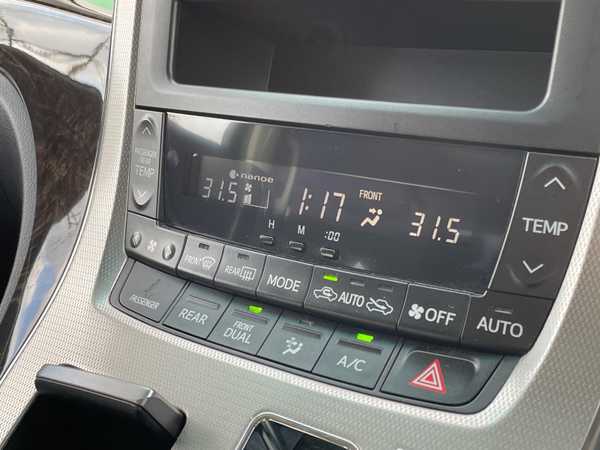 PASSENGER
REAR
TEMP
nanoe
31.5
1:17
FRONT
31.5
H
M
:00
TEMP
FRONT
REAR
MODE
AUTO
OFF
AUTO
PASSENGER
REAR
FRONT
DUAL
A/C